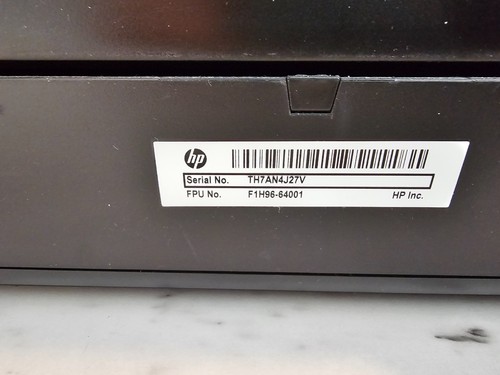 hp
Serial No. TH7AN4J27V
FPU No. F1H96-64001 HP Inc.